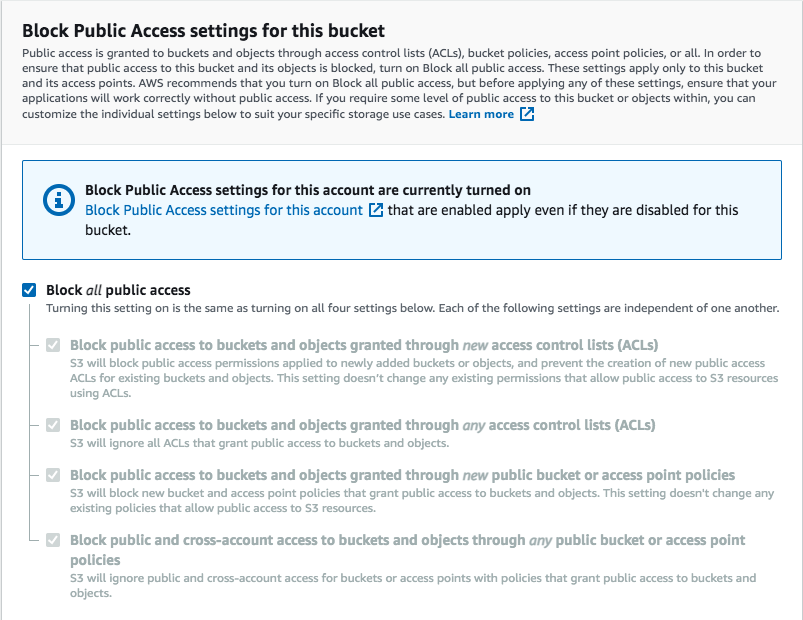 Block Public Access settings for this bucket
Public access is granted to buckets and objects through access control lists (ACLs), bucket policies, access point policies, or all. In order to
ensure that public access to this bucket and its objects is blocked, turn on Block all public access. These settings apply only to this bucket
and its access points. AWS recommends that you turn on Block all public access, but before applying any of these settings, ensure that your
applications will work correctly without public access. If you require some level of public access to this bucket or objects within, you can
customize the individual settings below to suit your specific storage use cases. Learn more
Block Public Access settings for this account are currently turned on
Block Public Access settings for this account that are enabled apply even if they are disabled for this
bucket.
Block all public access
Turning this setting on is the same as turning on all four settings below. Each of the following settings are independent of one another.
Block public access to buckets and objects granted through new access control lists (ACLs)
S3 will block public access permissions applied to newly added buckets or objects, and prevent the creation of new public access
ACLs for existing buckets and objects. This setting doesn't change any existing permissions that allow public access to S3 resources
using ACLs.
Block public access to buckets and objects granted through any access control lists (ACLs)
S3 will ignore all ACLs that grant public access to buckets and objects.
Block public access to buckets and objects granted through new public bucket or access point policies
S3 will block new bucket and access point policies that grant public access to buckets and objects. This setting doesn't change any
existing policies that allow public access to S3 resources.
Block public and cross-account access to buckets and objects through any public bucket or access point
policies
S3 will ignore public and cross-account access for buckets or access points with policies that grant public access to buckets and
objects.